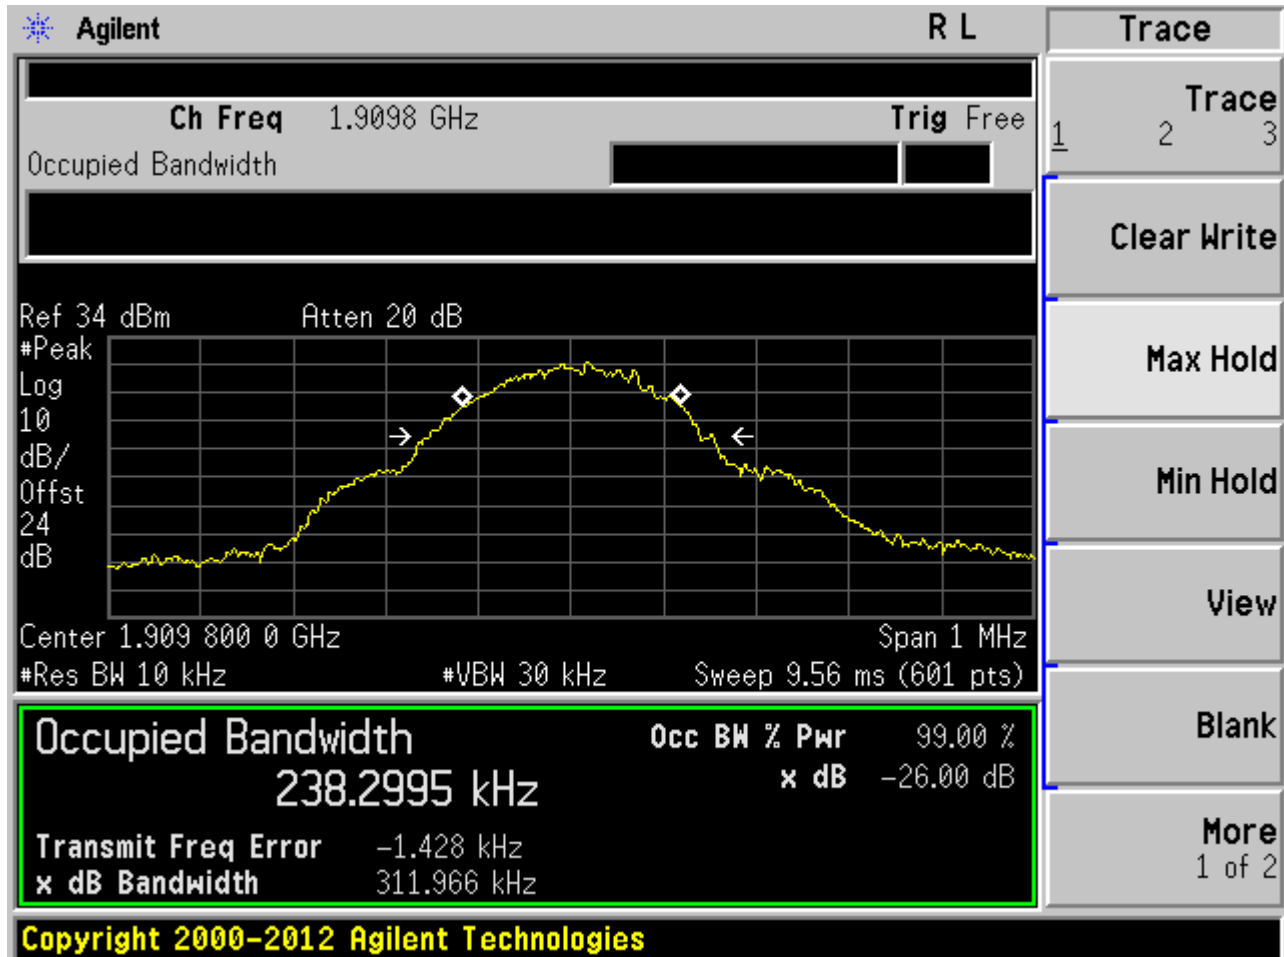 Agilent R L Trace
Ch Freq 1.9098 GHz Trig Free
Occupied Bandwidth
Trace
1 2 3
Clear Write
Max Hold
Min Hold
View
Blank
More
1 of 2
Ref 34 dBm Atten 20 dB
#Peak
Log
10
dB/
Offst
24
dB
Center 1.909 800 0 GHz Span 1 MHz
#Res BW 10 kHz #VBW 30 kHz Sweep 9.56 ms (601 pts)
Occupied Bandwidth Occ BW % Pwr 99.00 %
238.2995 kHz x dB -26.00 dB
Transmit Freq Error -1.428 kHz
x dB Bandwidth 311.966 kHz
Copyright 2000-2012 Agilent Technologies